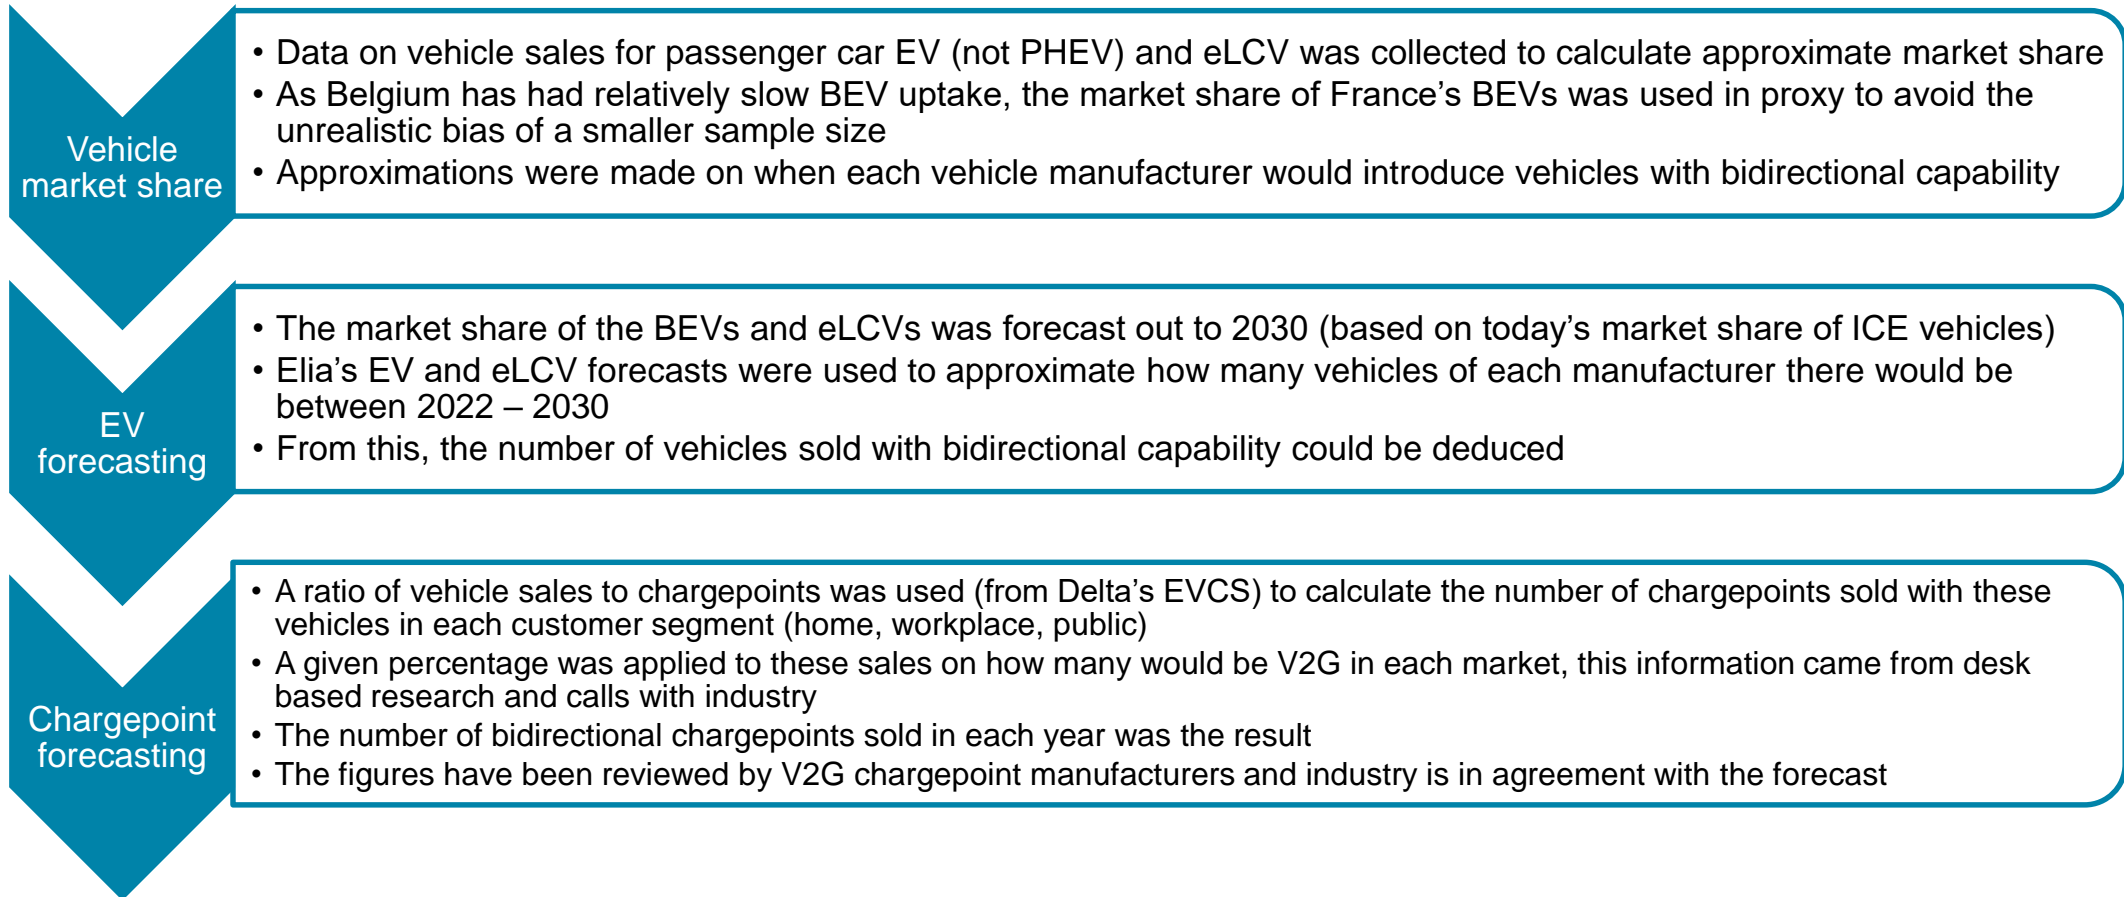 Vehicle
market share
• Data on vehicle sales for passenger car EV (not PHEV) and eLCV was collected to calculate approximate market share
• As Belgium has had relatively slow BEV uptake, the market share of France’s BEVs was used in proxy to avoid the
unrealistic bias of a smaller sample size
• Approximations were made on when each vehicle manufacturer would introduce vehicles with bidirectional capability
EV
forecasting
• The market share of the BEVs and eLCVs was forecast out to 2030 (based on today’s market share of ICE vehicles)
• Elia’s EV and eLCV forecasts were used to approximate how many vehicles of each manufacturer there would be
between 2022 – 2030
• From this, the number of vehicles sold with bidirectional capability could be deduced
Chargepoint
forecasting
• A ratio of vehicle sales to chargepoints was used (from Delta’s EVCS) to calculate the number of chargepoints sold with these
vehicles in each customer segment (home, workplace, public)
• A given percentage was applied to these sales on how many would be V2G in each market, this information came from desk
based research and calls with industry
• The number of bidirectional chargepoints sold in each year was the result
• The figures have been reviewed by V2G chargepoint manufacturers and industry is in agreement with the forecast